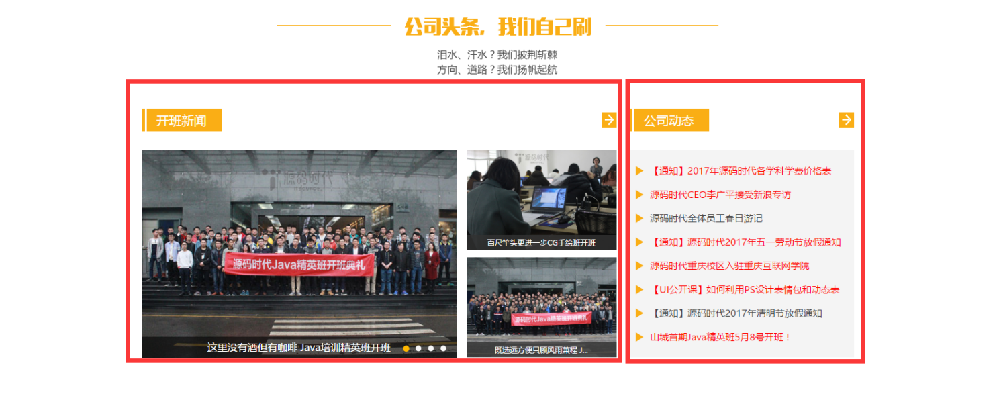 公司头条，我们自己刷
泪水、汗水？我们披荆斩棘
方向、道路？我们扬帆起航
开班新闻
源码时代
源码时代Java精英班开班典礼
这里没有酒但有咖啡 Java培训精英班开班
源码时代
百尺竿头更进一步CG手绘班开班
源码时代Java精英班开班典礼
既选远方便只顾风雨兼程 J...
公司动态
【通知】2017年源码时代各学科学费价格表
源码时代CEO李广平接受新浪专访
源码时代全体员工春日游记
【通知】源码时代2017年五一劳动节放假通知
源码时代重庆校区入驻重庆互联网学院
【UI公开课】如何利用PS设计表情包和动态表
【通知】源码时代2017年清明节放假通知
山城首期Java精英班5月8号开班！